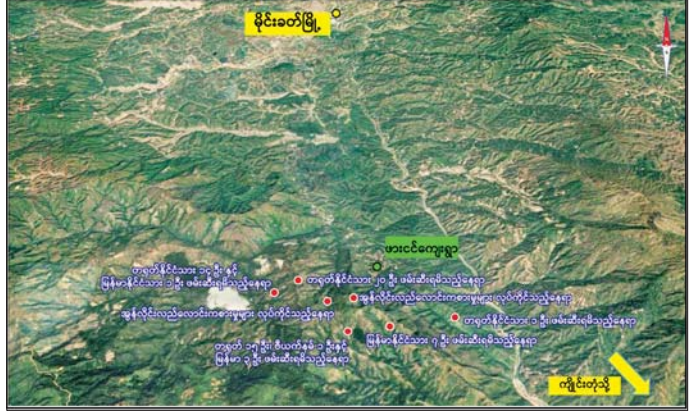 မိုင်းခတ်မြို့
ဖားငင်ကျေးရွာ
တရုတ်နိုင်ငံသား ၁၄ ဦး နှင့်
မြန်မာနိုင်ငံသား ၁ ဦး ဖမ်းဆီးရမိသည့်နေရာ
တရုတ်နိုင်ငံသား ၂၀ ဦး ဖမ်းဆီးရမိသည့်နေရာ
အွန်လိုင်းလည်လောင်းကစားမှုများ လုပ်ကိုင်သည့်နေရာ
အွန်လိုင်းလည်လောင်းကစားမှုများ လုပ်ကိုင်သည့်နေရာ
တရုတ်နိုင်ငံသား ၁ ဦး ဖမ်းဆီးရမိသည့်နေရာ
တရုတ် ၁၅ ဦး၊ ဗီယက်နမ် ၁ ဦးနှင့်
မြန်မာ ၃ ဦး ဖမ်းဆီးရမိသည့်နေရာ
မြန်မာနိုင်ငံသား ၇ ဦး ဖမ်းဆီးရမိသည့်နေရာ
ကျိုင်းတုံသို့